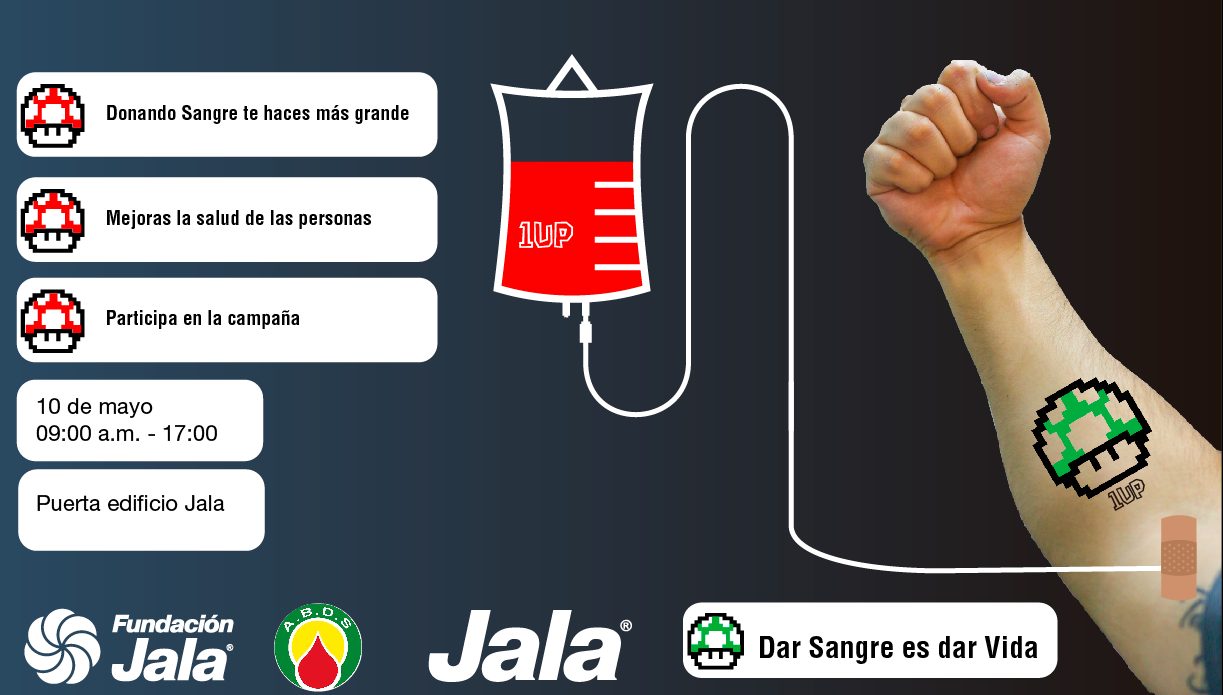 Donando Sangre te haces más grande
Mejoras la salud de las personas
Participa en la campaña
10 de mayo
09:00 a.m. - 17:00
Puerta edificio Jala
1UP
1UP
Fundación
Jala®
A.B.D.S
Jala®
Dar Sangre es dar Vida